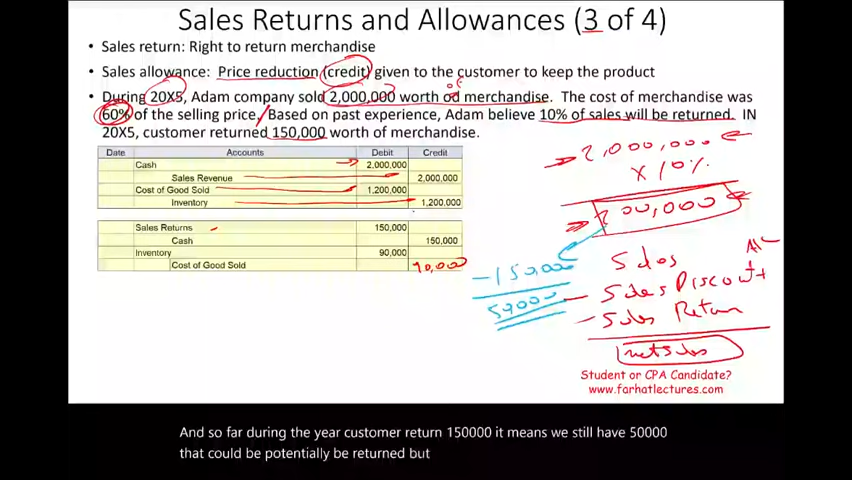 Sales Returns and Allowances (3 of 4)
• Sales return: Right to return merchandise
• Sales allowance: Price reduction (credit) given to the customer to keep the product
• During 20X5, Adam company sold 2,000,000 worth od merchandise. The cost of merchandise was
of
60% of the selling price. Based on past experience, Adam believe 10% of sales will be returned. IN
20X5, customer returned 150,000 worth of merchandise.
Date Accounts Debit Credit
Cash 2,000,000
Sales Revenue 2,000,000
Cost of Good Sold 1,200,000
Inventory 1,200,000
Sales Returns 150,000
Cash 150,000
Inventory 90,000
Cost of Good Sold 90,000
2,000,000
X 10%
200,000
-150,000
50,000
Sales
- Sales Discount
- Sales Return
net sales
Student or CPA Candidate?
www.farhatlectures.com
And so far during the year customer return 150000 it means we still have 50000
that could be potentially be returned but